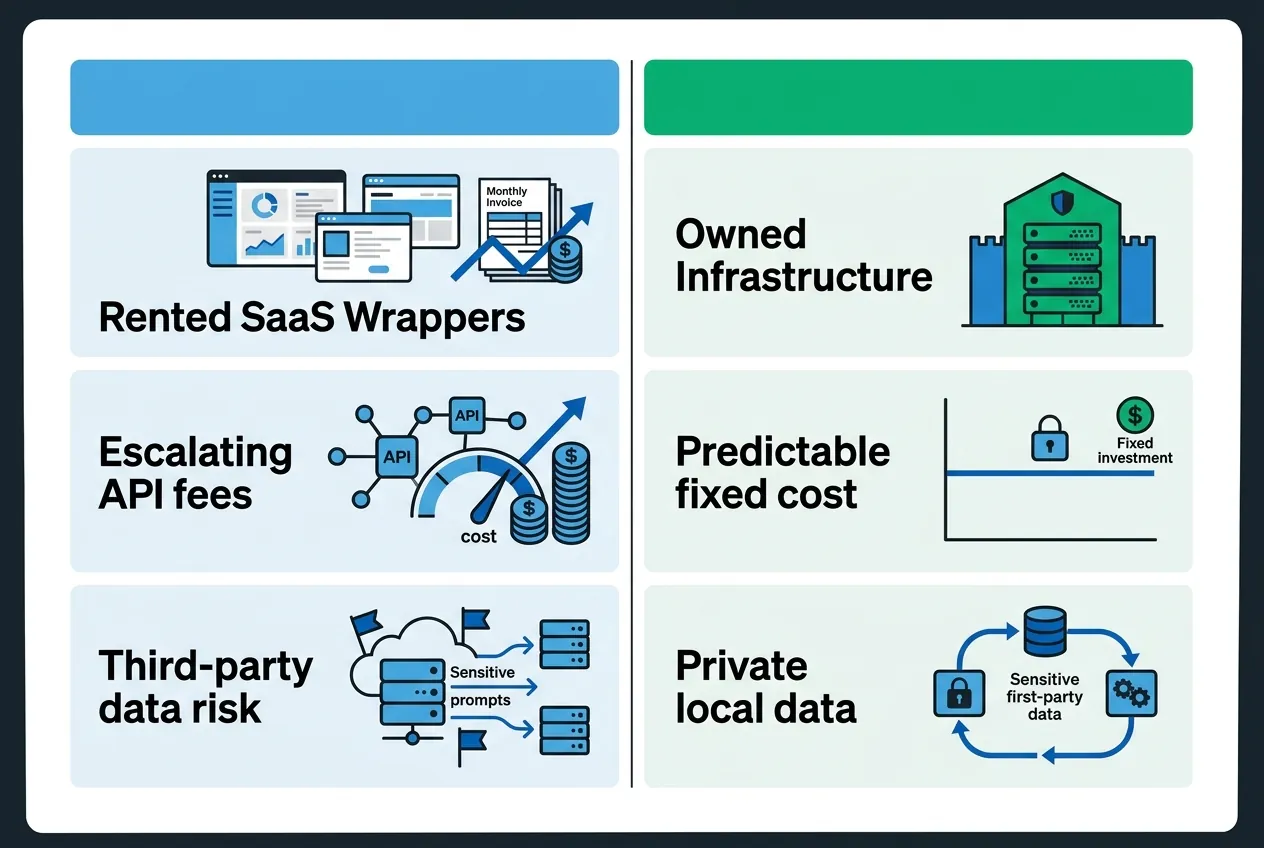 Monthly
Invoice
$
Rented SaaS Wrappers
Owned
Infrastructure
Escalating
API fees
API
API
$
$
cost
Predictable
fixed cost
$
Fixed
investment
Third-party
data risk
Sensitive
prompts
Private
local data
Sensitive
first-party
data